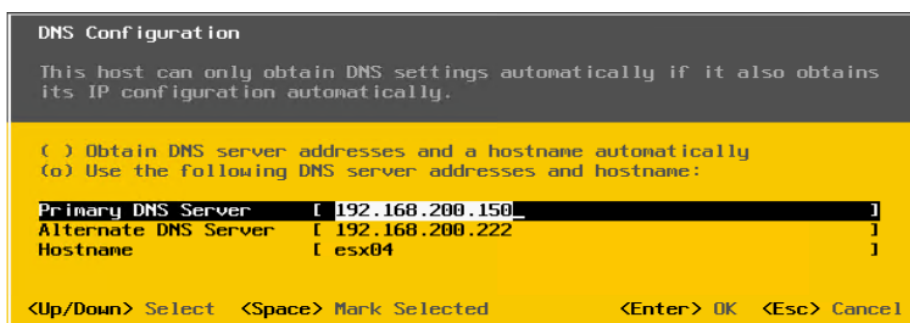 DNS Configuration
This host can only obtain DNS settings automatically if it also obtains
its IP configuration automatically.
( ) Obtain DNS server addresses and a hostname automatically
(o) Use the following DNS server addresses and hostname:
Primary DNS Server [ 192.168.200.150_ ]
Alternate DNS Server [ 192.168.200.222 ]
Hostname [ esx04 ]
<Up/Down> Select <Space> Mark Selected <Enter> OK <Esc> Cancel